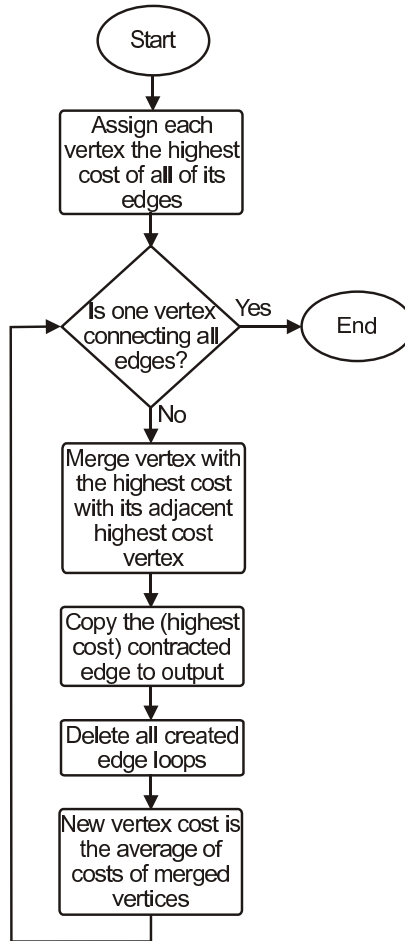 Start
Assign each
vertex the highest
cost of all of its
edges
Is one vertex
connecting all
edges?
Yes
End
No
Merge vertex with
the highest cost
with its adjacent
highest cost
vertex
Copy the (highest
cost) contracted
edge to output
Delete all created
edge loops
New vertex cost is
the average of
costs of merged
vertices